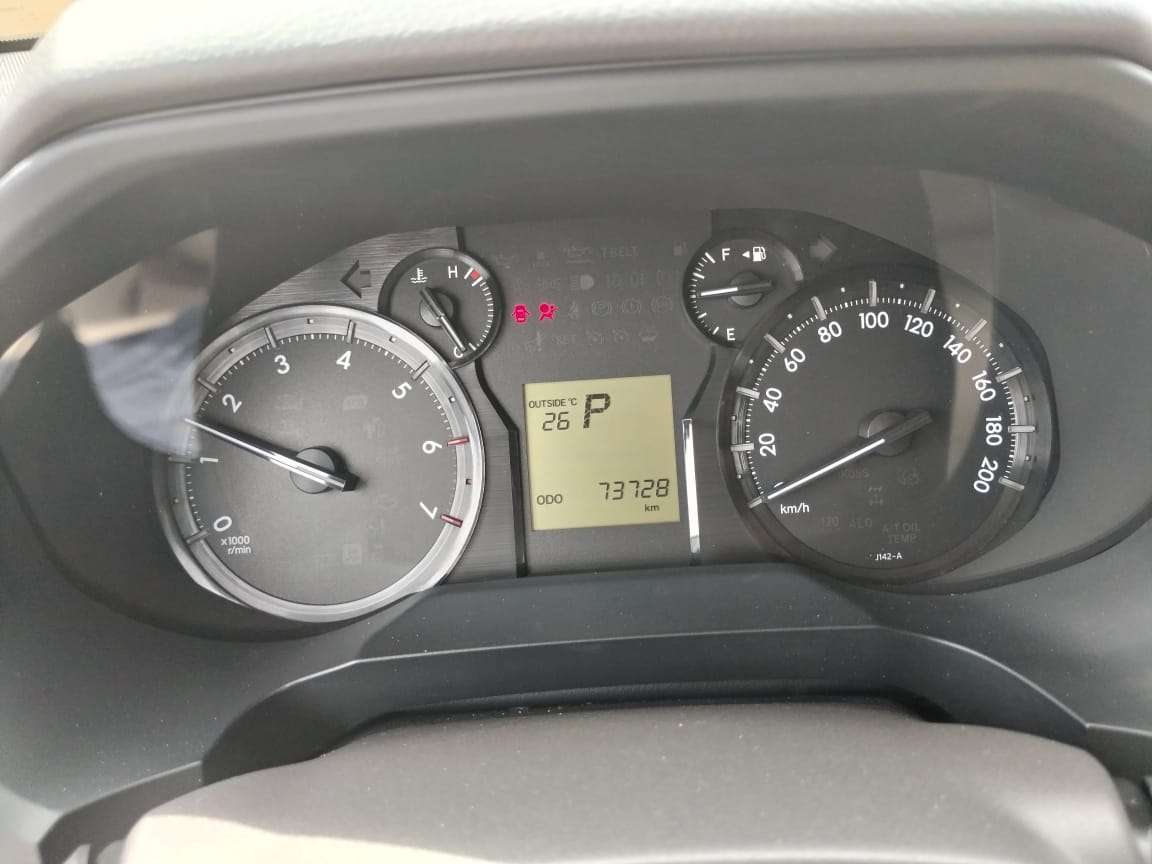 H
C
F
E
T.BELT
0
1
2
3
4
5
6
7
x1000
r/min
OUTSIDE °C
26 P
ODO 73728
km
20
40
60
80
100
120
140
160
180
200
km/h
A/T OIL
TEMP
J142-A